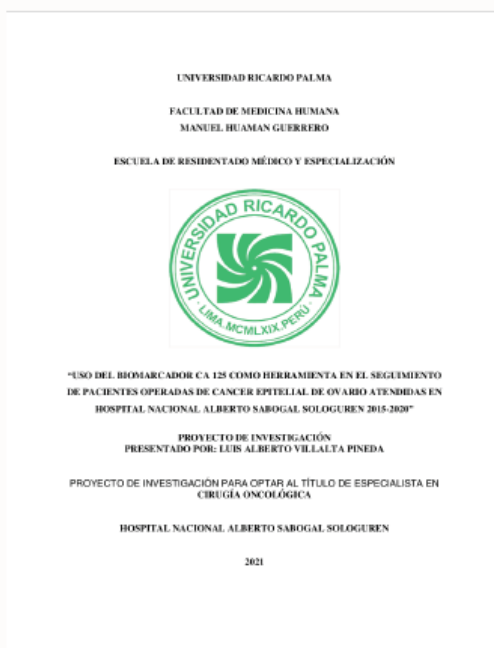 UNIVERSIDAD RICARDO PALMA
FACULTAD DE MEDICINA HUMANA
MANUEL HUAMAN GUERRERO
ESCUELA DE RESIDENTADO MÉDICO Y ESPECIALIZACIÓN
UNIVERSIDAD RICARDO PALMA
LIMA.MCMLXIX.PERÚ
“USO DEL BIOMARCADOR CA 125 COMO HERRAMIENTA EN EL SEGUIMIENTO
DE PACIENTES OPERADAS DE CANCER EPITELIAL DE OVARIO ATENDIDAS EN
HOSPITAL NACIONAL ALBERTO SABOGAL SOLOGUREN 2015-2020”
PROYECTO DE INVESTIGACIÓN
PRESENTADO POR: LUIS ALBERTO VILLALTA PINEDA
PROYECTO DE INVESTIGACIÓN PARA OPTAR AL TÍTULO DE ESPECIALISTA EN
CIRUGÍA ONCOLÓGICA
HOSPITAL NACIONAL ALBERTO SABOGAL SOLOGUREN
2021